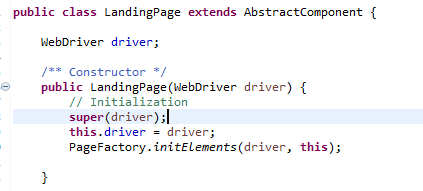 public class LandingPage extends AbstractComponent {
WebDriver driver;
/** Constructor */
public LandingPage(WebDriver driver) {
// Initialization
super(driver);
this.driver = driver;
PageFactory.initElements(driver, this);
}